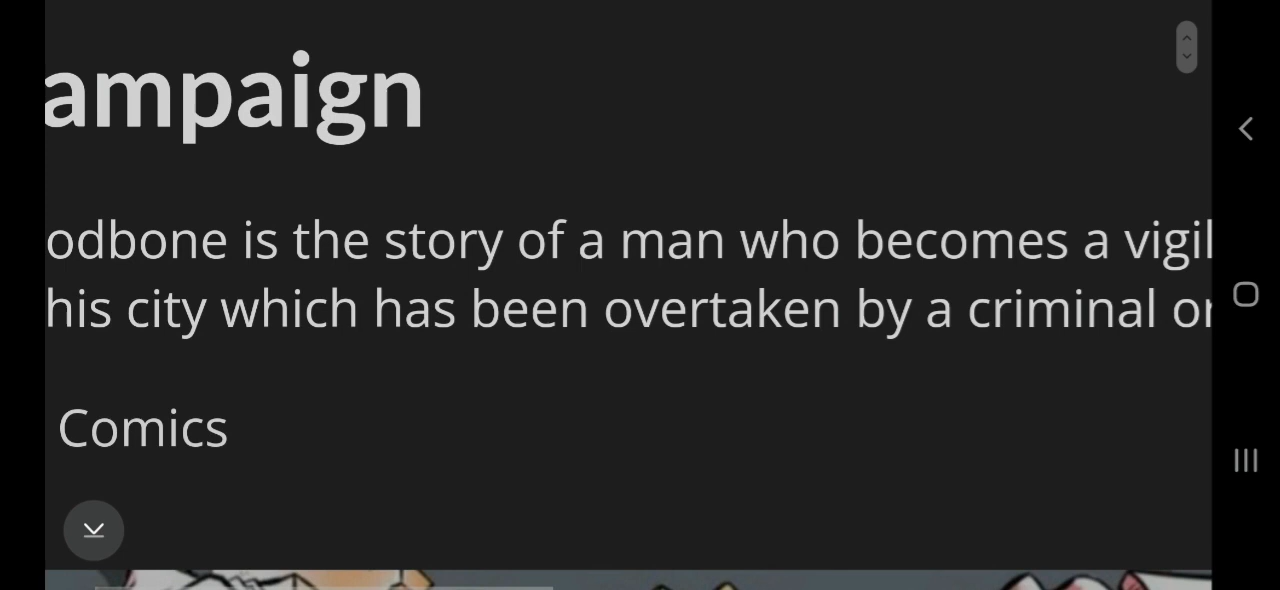 ampaign
odbone is the story of a man who becomes a vigil
his city which has been overtaken by a criminal or
Comics